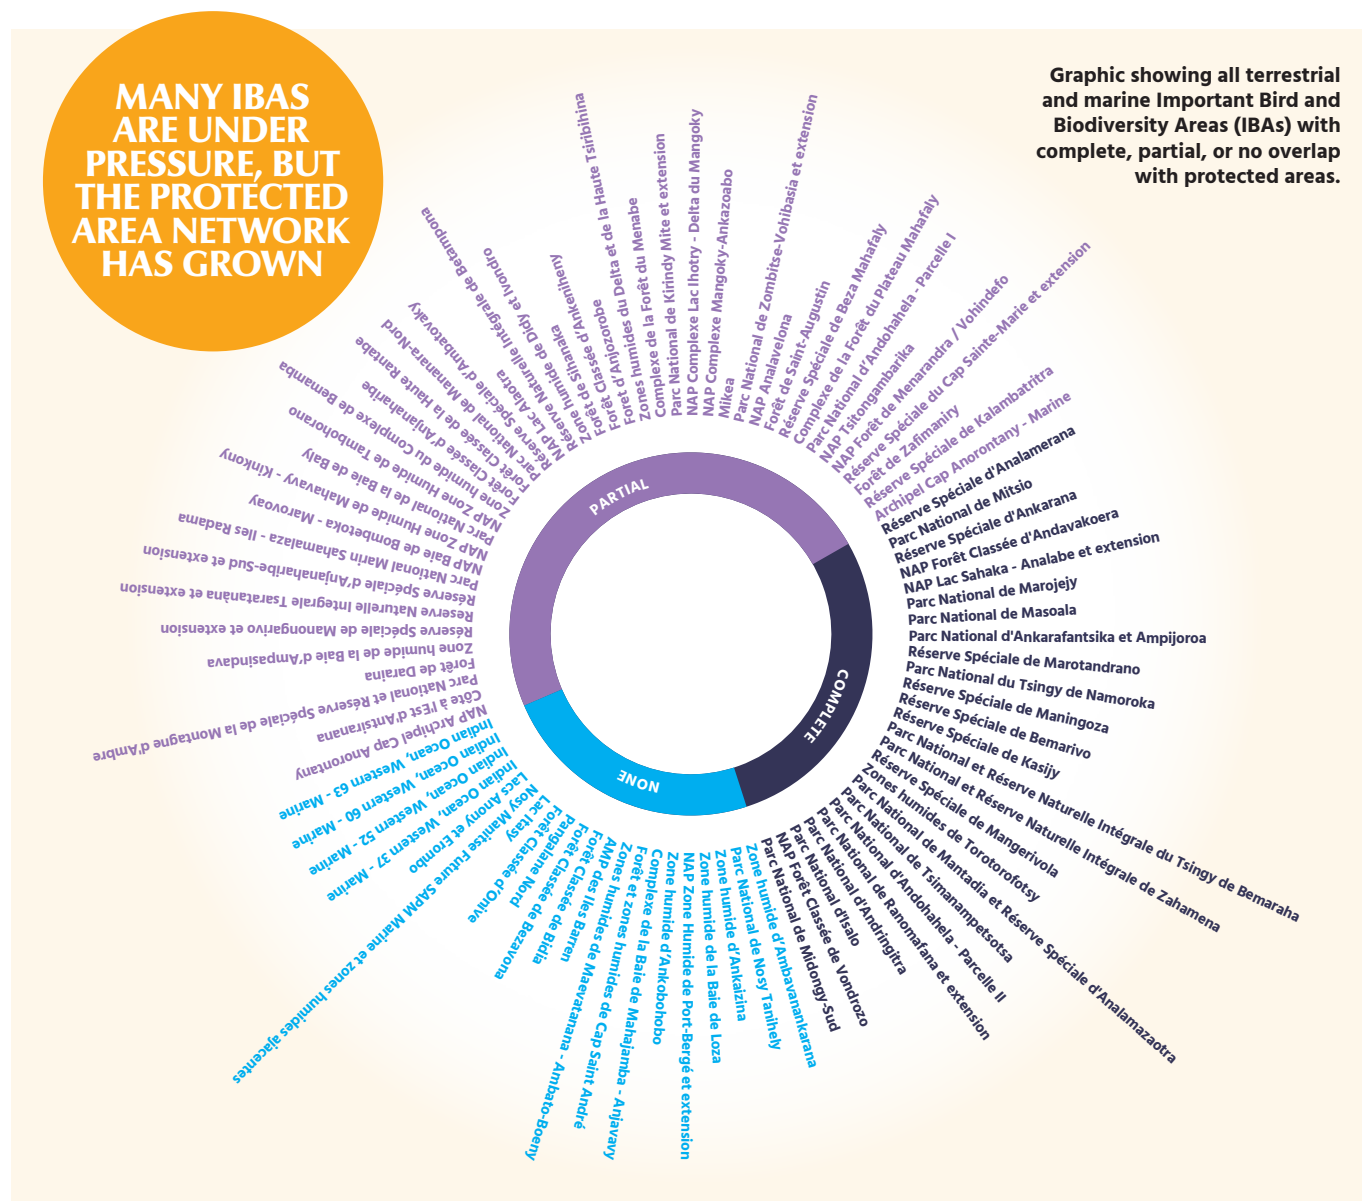 MANY IBAS
ARE UNDER
PRESSURE, BUT
THE PROTECTED
AREA NETWORK
HAS GROWN
Graphic showing all terrestrial
and marine Important Bird and
Biodiversity Areas (IBAs) with
complete, partial, or no overlap
with protected areas.
PARTIAL
NAP Archipel Cap Anorontany
Côte à l'Est d'Antsiranana
Parc National et Réserve Spéciale de la Montagne d'Ambre
Forêt de Daraina
Zone humide de la Baie d'Ampasindava
Réserve Spéciale de Manongarivo et extension
Reserve Naturelle Integrale Tsaratanàna et extension
Réserve Spéciale d'Anjanaharibe-Sud et extension
Parc National Marin Sahamalaza - Iles Radama
NAP Baie de Bombetoka - Marovoay
NAP Zone Humide de Mahavavy - Kinkony
Parc National de la Baie de Baly
NAP Zone Humide de Tambohorano
Zone humide du Complexe de Bemamba
Forêt Classée d'Anjanaharibe
Forêt Classée de la Haute Rantabe
Parc National de Mananara-Nord
Réserve Spéciale d'Ambatovaky
NAP Lac Alaotra
Réserve Naturelle Intégrale de Betampona
Zone humide de Didy et Ivondro
Forêt de Sihanaka
Forêt Classée d'Ankeniheny
Foret d'Anjozorobe
Zones humides du Delta et de la Haute Tsiribihina
Complexe de la Forêt du Menabe
Parc National de Kirindy Mite et extension
NAP Complexe Lac Ihotry - Delta du Mangoky
NAP Complexe Mangoky-Ankazoabo
Mikea
Parc National de Zombitse-Vohibasia et extension
NAP Analavelona
Forêt de Saint-Augustin
Réserve Spéciale de Beza Mahafaly
Complexe de la Forêt du Plateau Mahafaly
Parc National d'Andohahela - Parcelle I
NAP Tsitongambarika
NAP Forêt de Menarandra / Vohindefo
Réserve Spéciale du Cap Sainte-Marie et extension
Forêt de Zafimaniry
Réserve Spéciale de Kalambatritra
Archipel Cap Anorontany - Marine
COMPLETE
Réserve Spéciale d'Analamerana
Parc National de Mitsio
Réserve Spéciale d'Ankarana
NAP Forêt Classée d'Andavakoera
NAP Lac Sahaka - Analabe et extension
Parc National de Marojejy
Parc National de Masoala
Parc National d'Ankarafantsika et Ampijoroa
Réserve Spéciale de Marotandrano
Parc National du Tsingy de Namoroka
Réserve Spéciale de Maningoza
Réserve Spéciale de Bemarivo
Réserve Spéciale de Kasijy
Parc National et Réserve Naturelle Intégrale du Tsingy de Bemaraha
Parc National et Réserve Naturelle Intégrale de Zahamena
Réserve Spéciale de Mangerivola
Zones humides de Torotorofotsy
Parc National de Mantadia et Réserve Spéciale d'Analamazaotra
Parc National de Tsimanampetsotsa
Parc National d'Andohahela - Parcelle II
Parc National de Ranomafana et extension
Parc National d'Andringitra
Parc National d'Isalo
NAP Forêt Classée de Vondrozo
Parc National de Midongy-Sud
NONE
Zone humide d'Ambavanankarana
Parc National de Nosy Tanihely
Zone humide d'Ankaizina
Zone humide de la Baie de Loza
NAP Zone Humide de Port-Bergé et extension
Zone humide d'Ankobohobo
Complexe de la Baie de Mahajamba - Anjavavy
Forêt et zones humides de Cap Saint André
Zones humides de Maevatanana - Ambato-Boeny
AMP des Iles Barren
Forêt Classée de Bidia
Forêt Classée de Bezavona
Pangalane Nord
Forêt Classée d'Onive
Lac Itasy
Nosy Manitse Future SAPM Marine et zones humides ajacentes
Lacs Anony et Erombo
Indian Ocean, Western 37 - Marine
Indian Ocean, Western - 52 - Marine
Indian Ocean, Western - 60 - Marine
Indian Ocean, Western - 63 - Marine